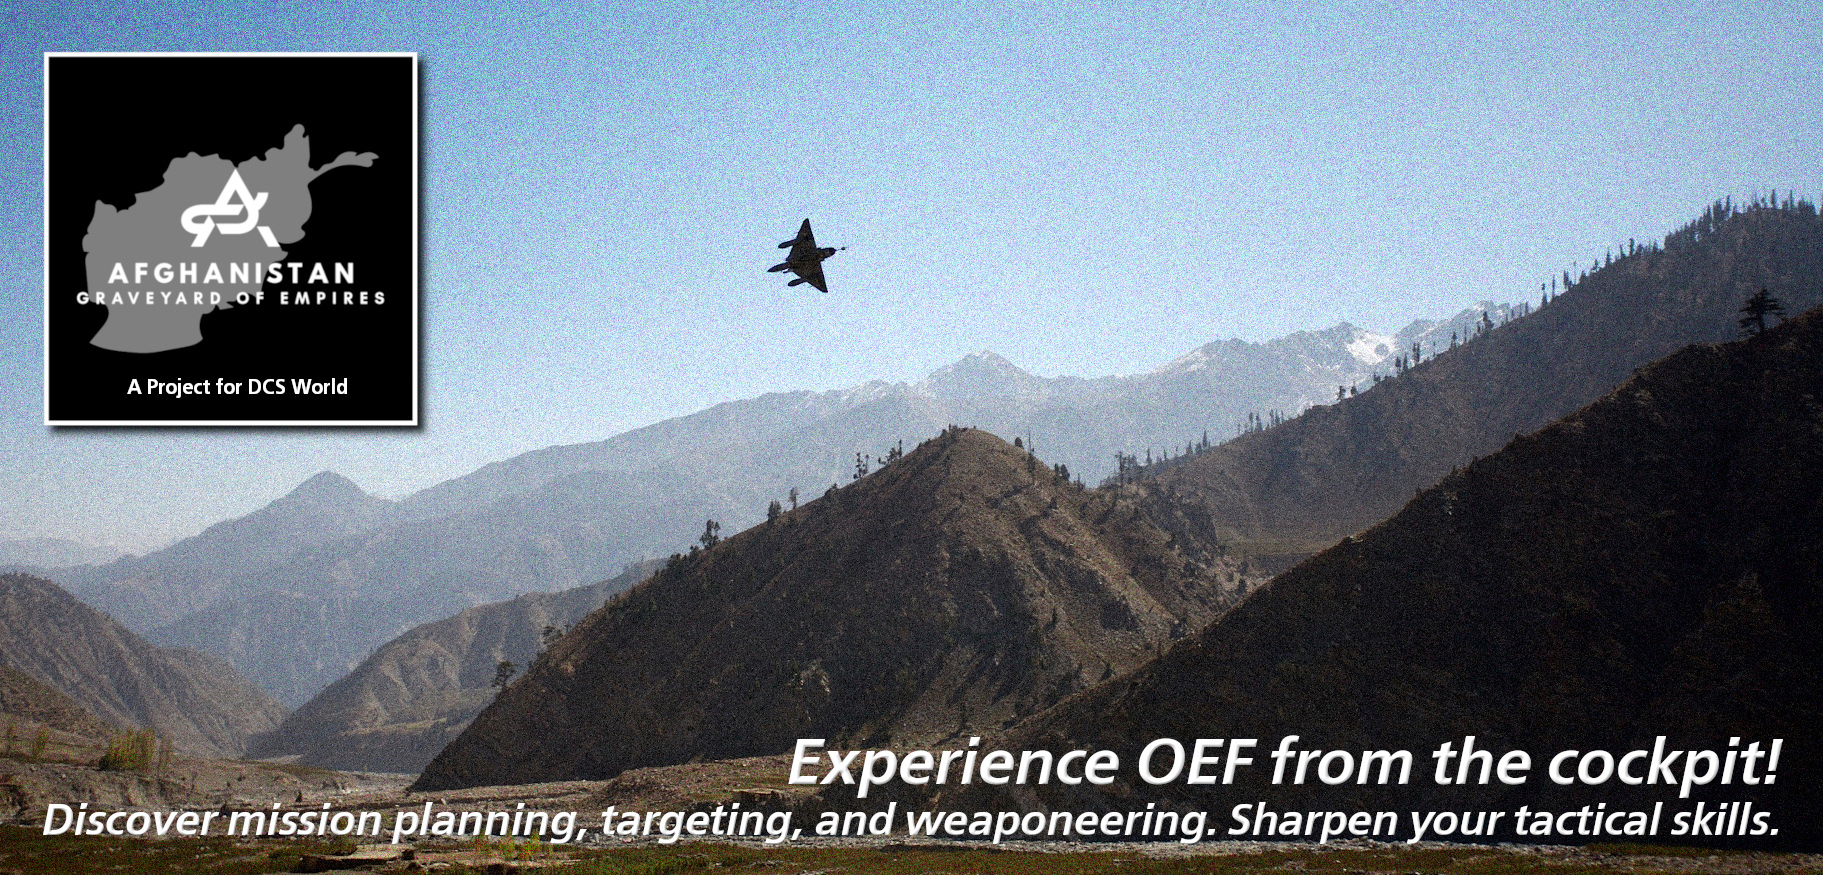 AFGHANISTAN
GRAVEYARD OF EMPIRES
A Project for DCS World
Experience OEF from the cockpit!
Discover mission planning, targeting, and weaponeering. Sharpen your tactical skills.